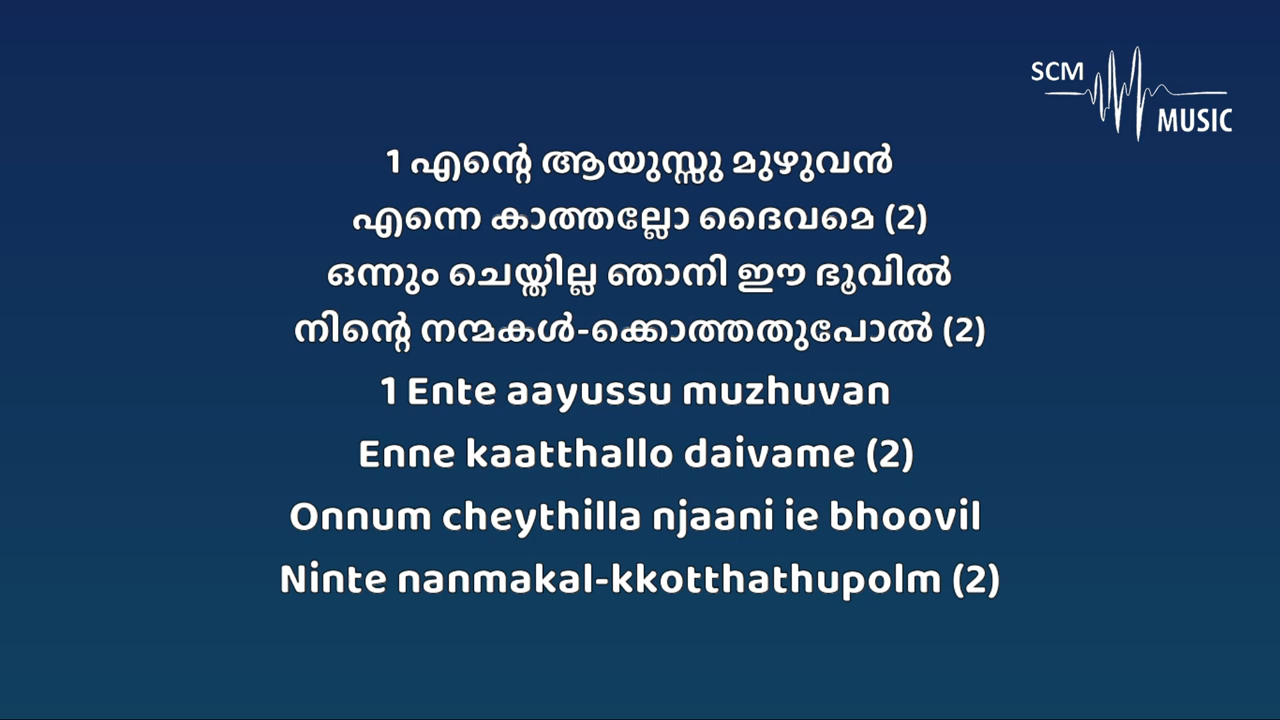 SCM
MUSIC
1 എന്റെ ആയുസ്സു മുഴുവൻ
എന്നെ കാത്തല്ലോ ദൈവമെ (2)
ഒന്നും ചെയ്തില്ല ഞാനി ഈ ഭൂവിൽ
നിന്റെ നന്മകൾ-ക്കൊത്തതുപോൽ (2)
1 Ente aayussu muzhuvan
Enne kaatthallo daivame (2)
Onnum cheythilla njaani ie bhoovil
Ninte nanmakal-kkotthathupolm (2)